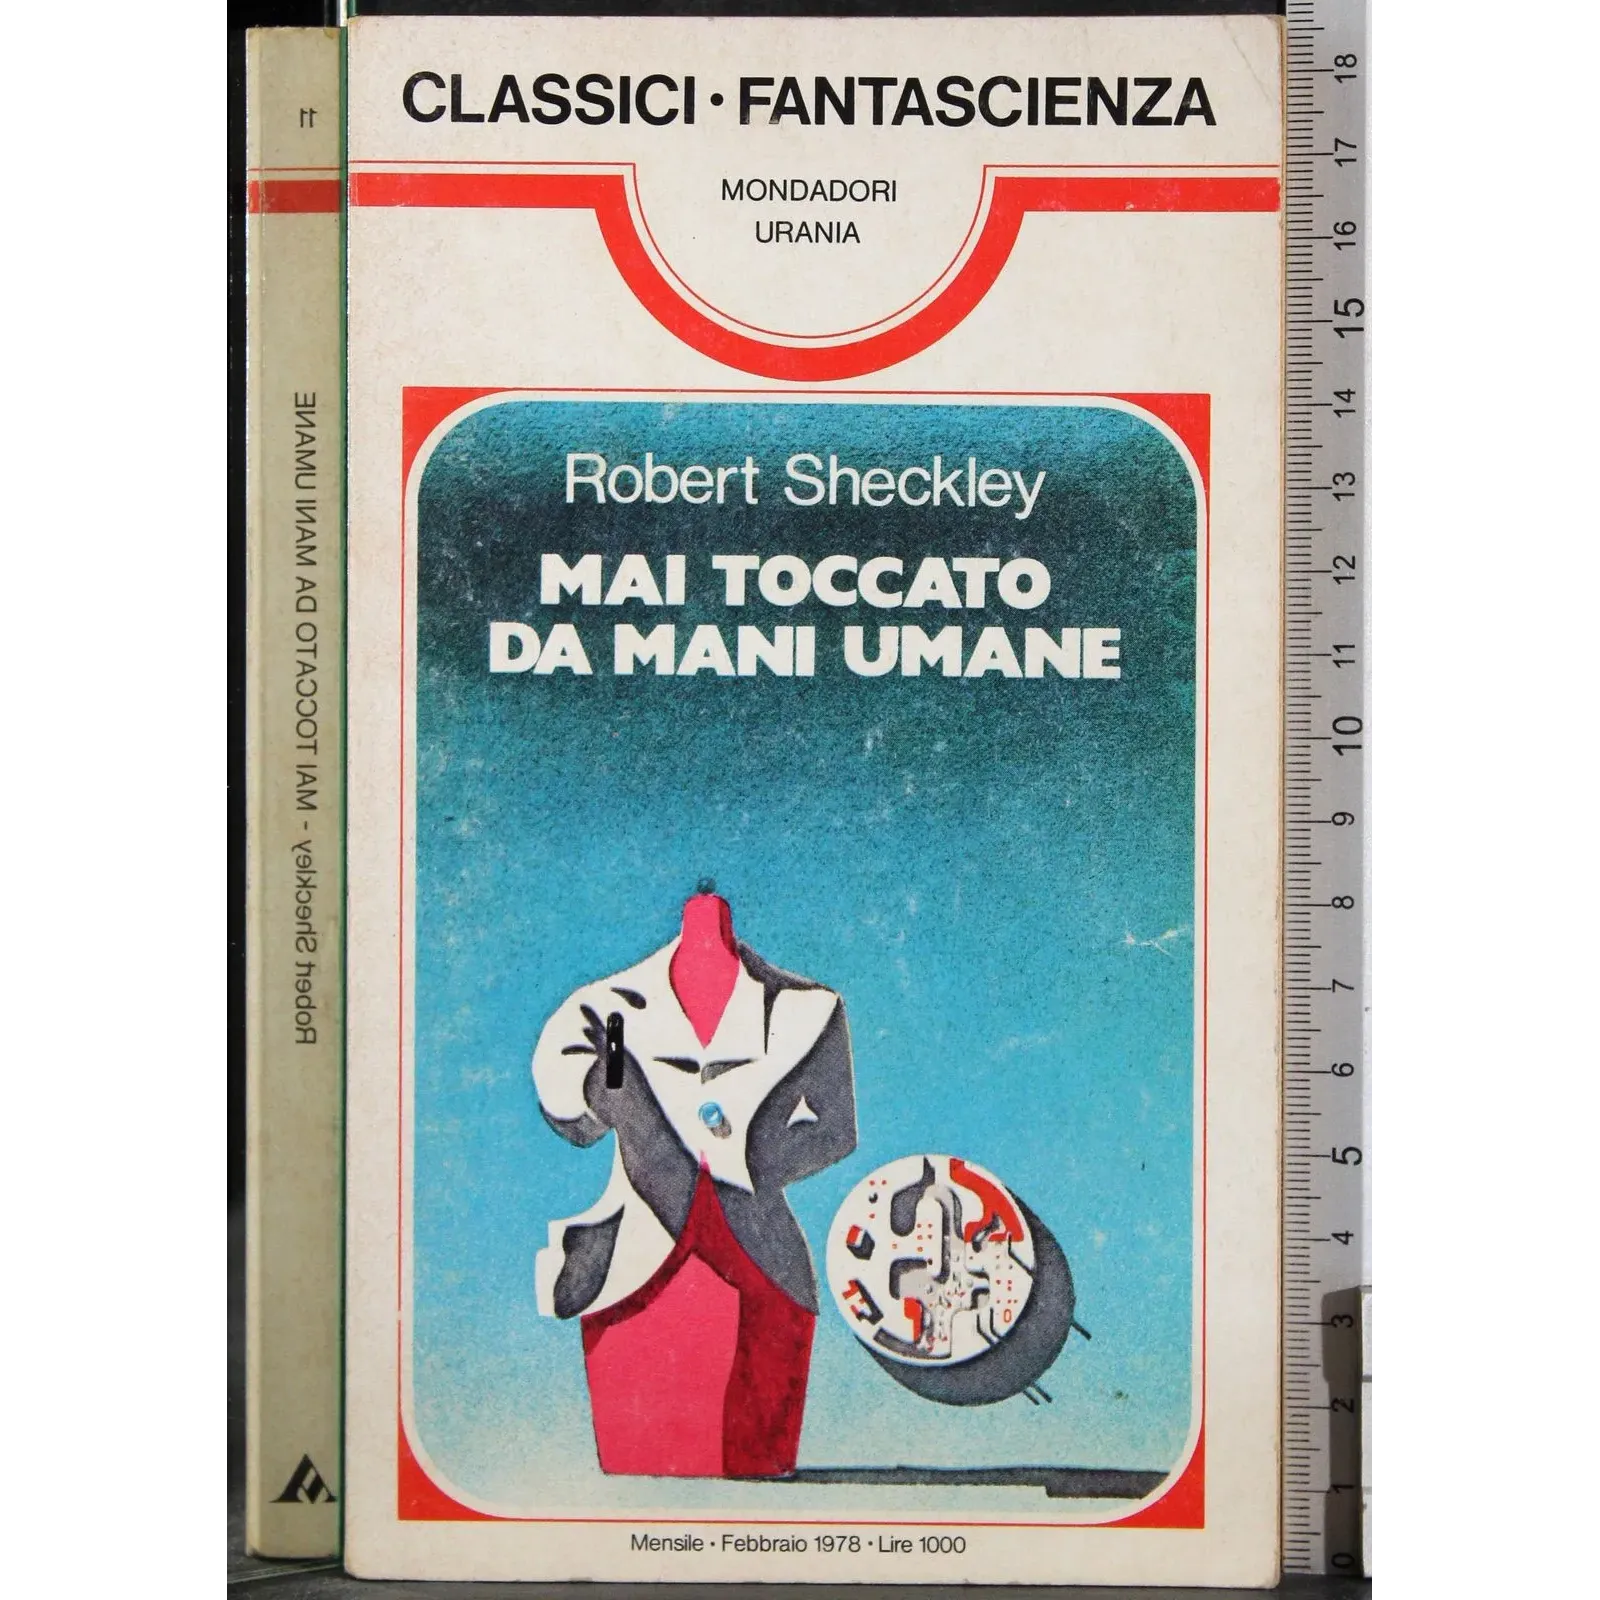 CLASSICI • FANTASCIENZA
MONDADORI
URANIA
Robert Sheckley
MAI TOCCATO
DA MANI UMANE
Mensile • Febbraio 1978 • Lire 1000
11
Robert Sheckley - MAI TOCCATO DA MANI UMANE
18
17
16
15
14
13
12
11
10
9
8
7
6
5
4
3
2
1
0